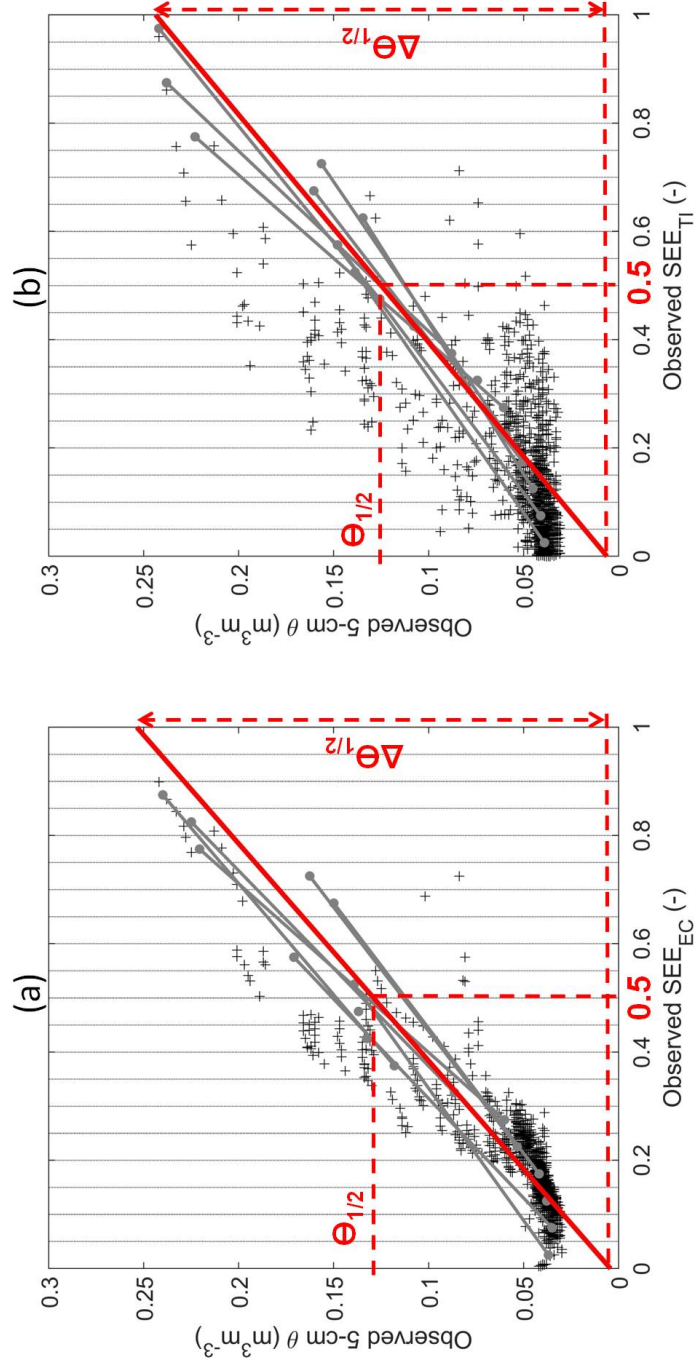 (a)
0.3
0.25
0.2
0.15
0.1
0.05
0
Observed 5-cm θ (m³m⁻³)
Θ1/2
ΔΘ1/2
0 0.2 0.4 0.5 0.6 0.8 1
Observed SEE_EC (-)
(b)
0.3
0.25
0.2
0.15
0.1
0.05
0
Observed 5-cm θ (m³m⁻³)
Θ1/2
ΔΘ1/2
0 0.2 0.4 0.5 0.6 0.8 1
Observed SEE_TI (-)